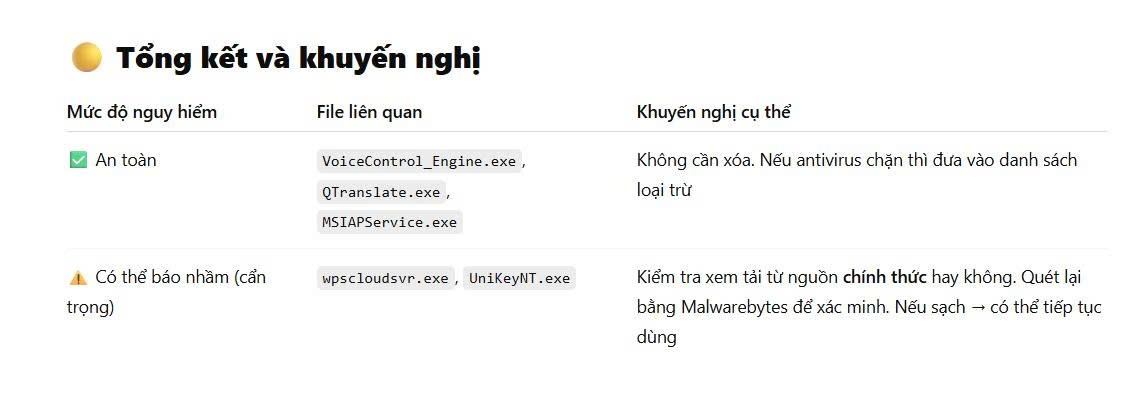 🟡 Tổng kết và khuyến nghị
Mức độ nguy hiểm
File liên quan
Khuyến nghị cụ thể
✅ An toàn
VoiceControl_Engine.exe,
QTranslate.exe,
MSIAPService.exe
Không cần xóa. Nếu antivirus chặn thì đưa vào danh sách
loại trừ
⚠️ Có thể báo nhầm (cẩn
trọng)
wpscloudsvr.exe, UniKeyNT.exe
Kiểm tra xem tải từ nguồn chính thức hay không. Quét lại
bằng Malwarebytes để xác minh. Nếu sạch → có thể tiếp tục
dùng